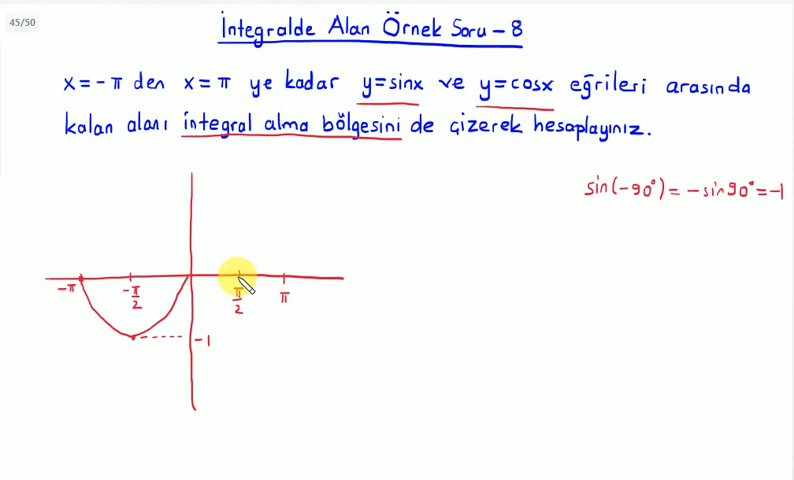 45/50
İntegralde Alan Örnek Soru - 8
x = -π den x = π ye kadar y=sinx ve y=cosx eğrileri arasında
kalan alanı integral alma bölgesini de çizerek hesaplayınız.
sin(-90°) = -sin90° = -1
-π -π/2 π/2 π
-1